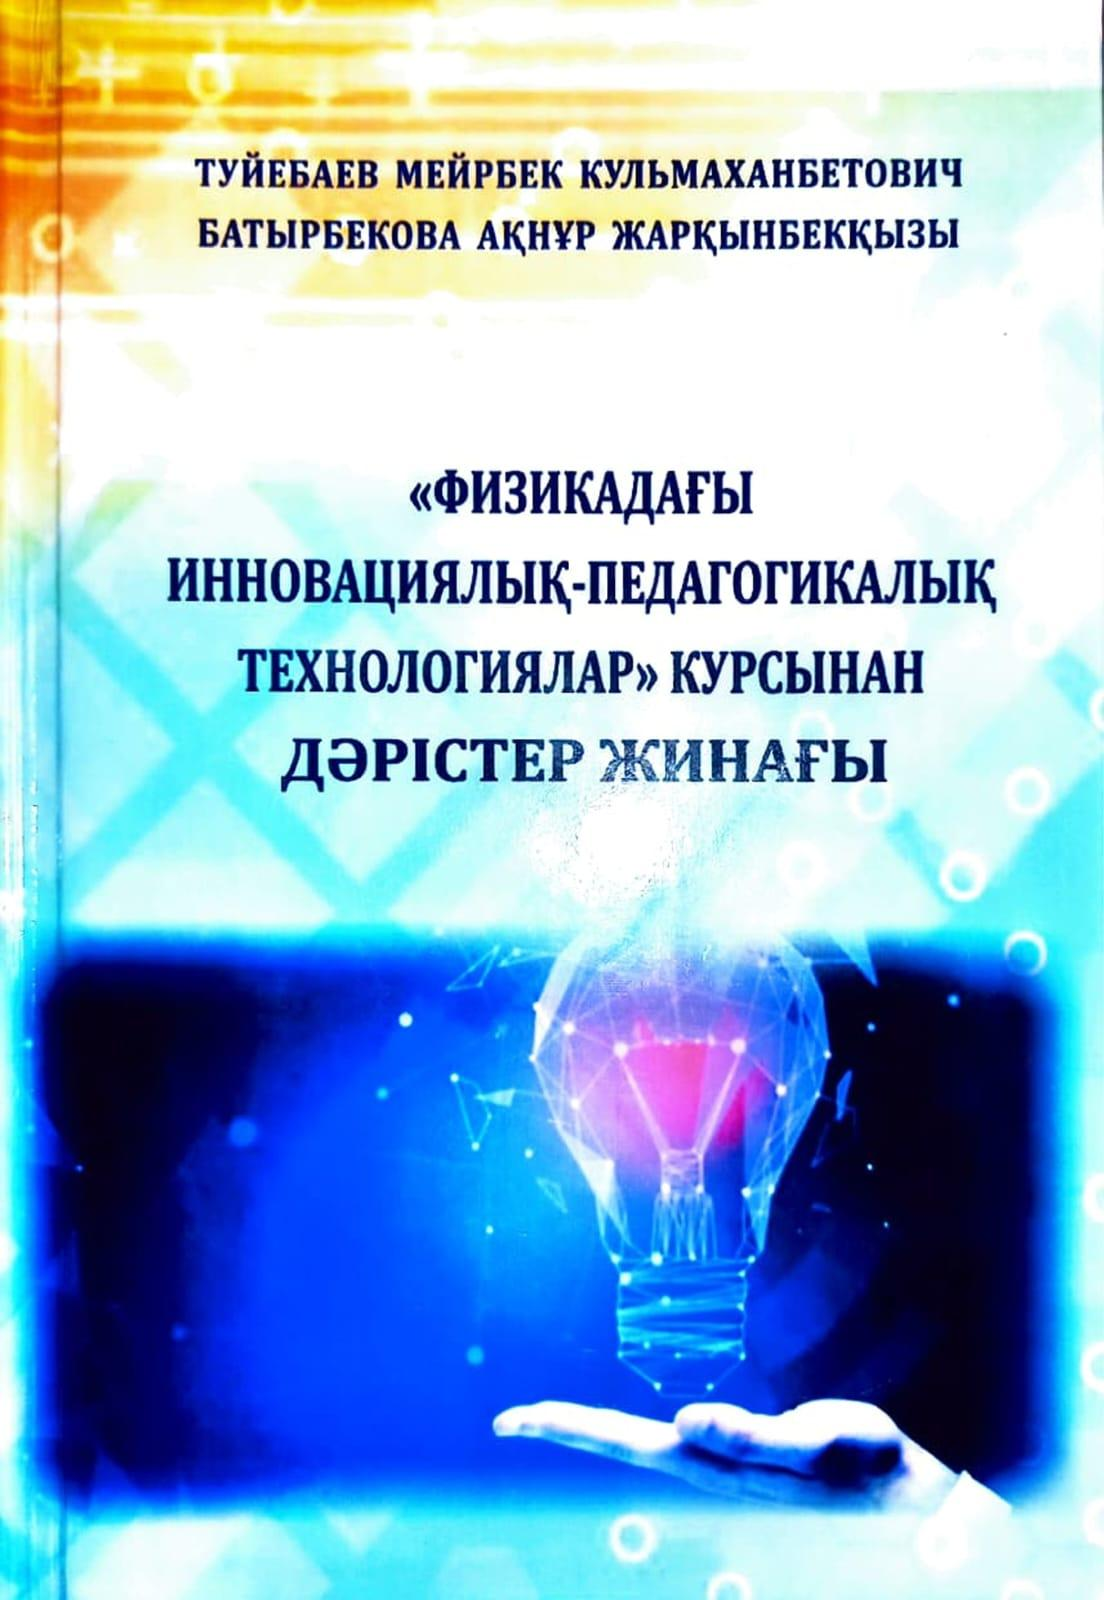 ТУЙЕБАЕВ МЕЙРБЕК КУЛЬМАХАНБЕТОВИЧ
БАТЫРБЕКОВА АҚНҰР ЖАРҚЫНБЕКҚЫЗЫ
«ФИЗИКАДАҒЫ
ИННОВАЦИЯЛЫҚ-ПЕДАГОГИКАЛЫҚ
ТЕХНОЛОГИЯЛАР» КУРСЫНАН
ДӘРІСТЕР ЖИНАҒЫ